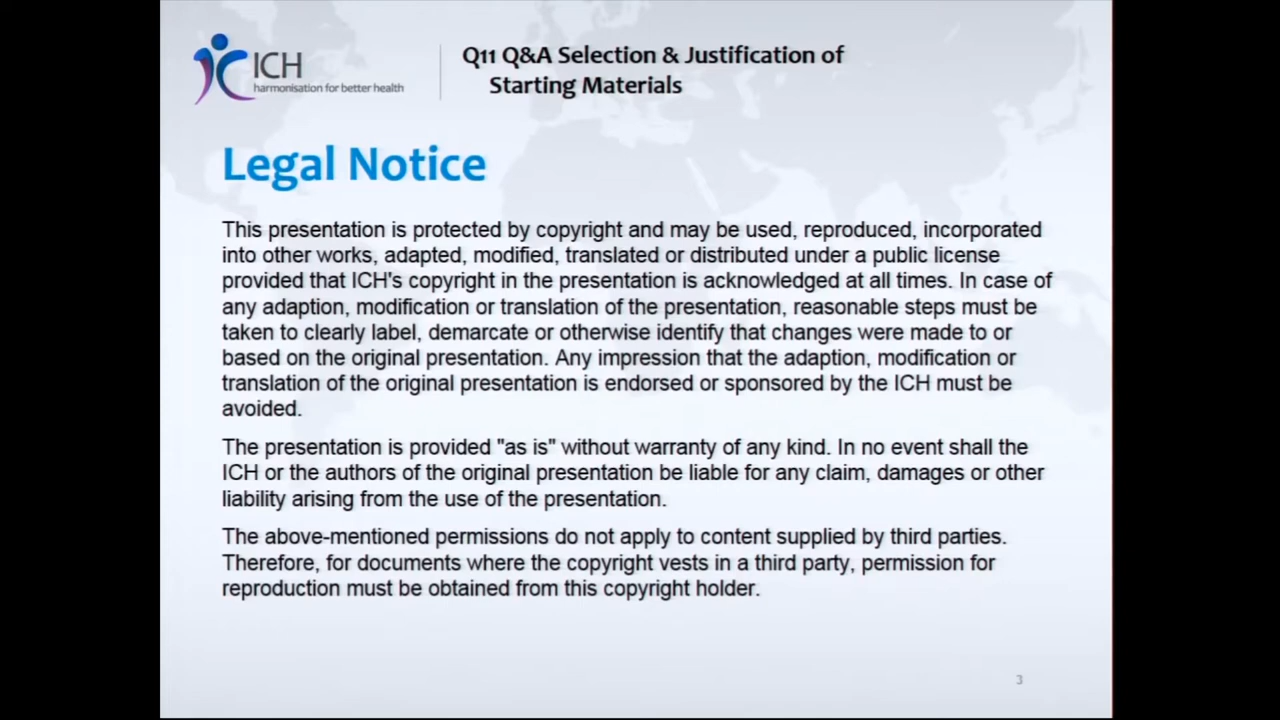 ICH
harmonisation for better health
Q11 Q&A Selection & Justification of
Starting Materials
Legal Notice
This presentation is protected by copyright and may be used, reproduced, incorporated
into other works, adapted, modified, translated or distributed under a public license
provided that ICH's copyright in the presentation is acknowledged at all times. In case of
any adaption, modification or translation of the presentation, reasonable steps must be
taken to clearly label, demarcate or otherwise identify that changes were made to or
based on the original presentation. Any impression that the adaption, modification or
translation of the original presentation is endorsed or sponsored by the ICH must be
avoided.
The presentation is provided "as is" without warranty of any kind. In no event shall the
ICH or the authors of the original presentation be liable for any claim, damages or other
liability arising from the use of the presentation.
The above-mentioned permissions do not apply to content supplied by third parties.
Therefore, for documents where the copyright vests in a third party, permission for
reproduction must be obtained from this copyright holder.
3